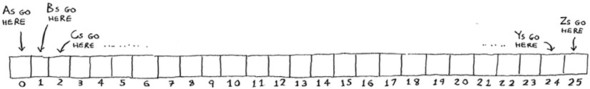 As GO
HERE
Bs GO
HERE
Cs GO
HERE ........
..... Ys GO
HERE
Zs GO
HERE
0 1 2 3 4 5 6 7 8 9 10 11 12 13 14 15 16 17 18 19 20 21 22 23 24 25